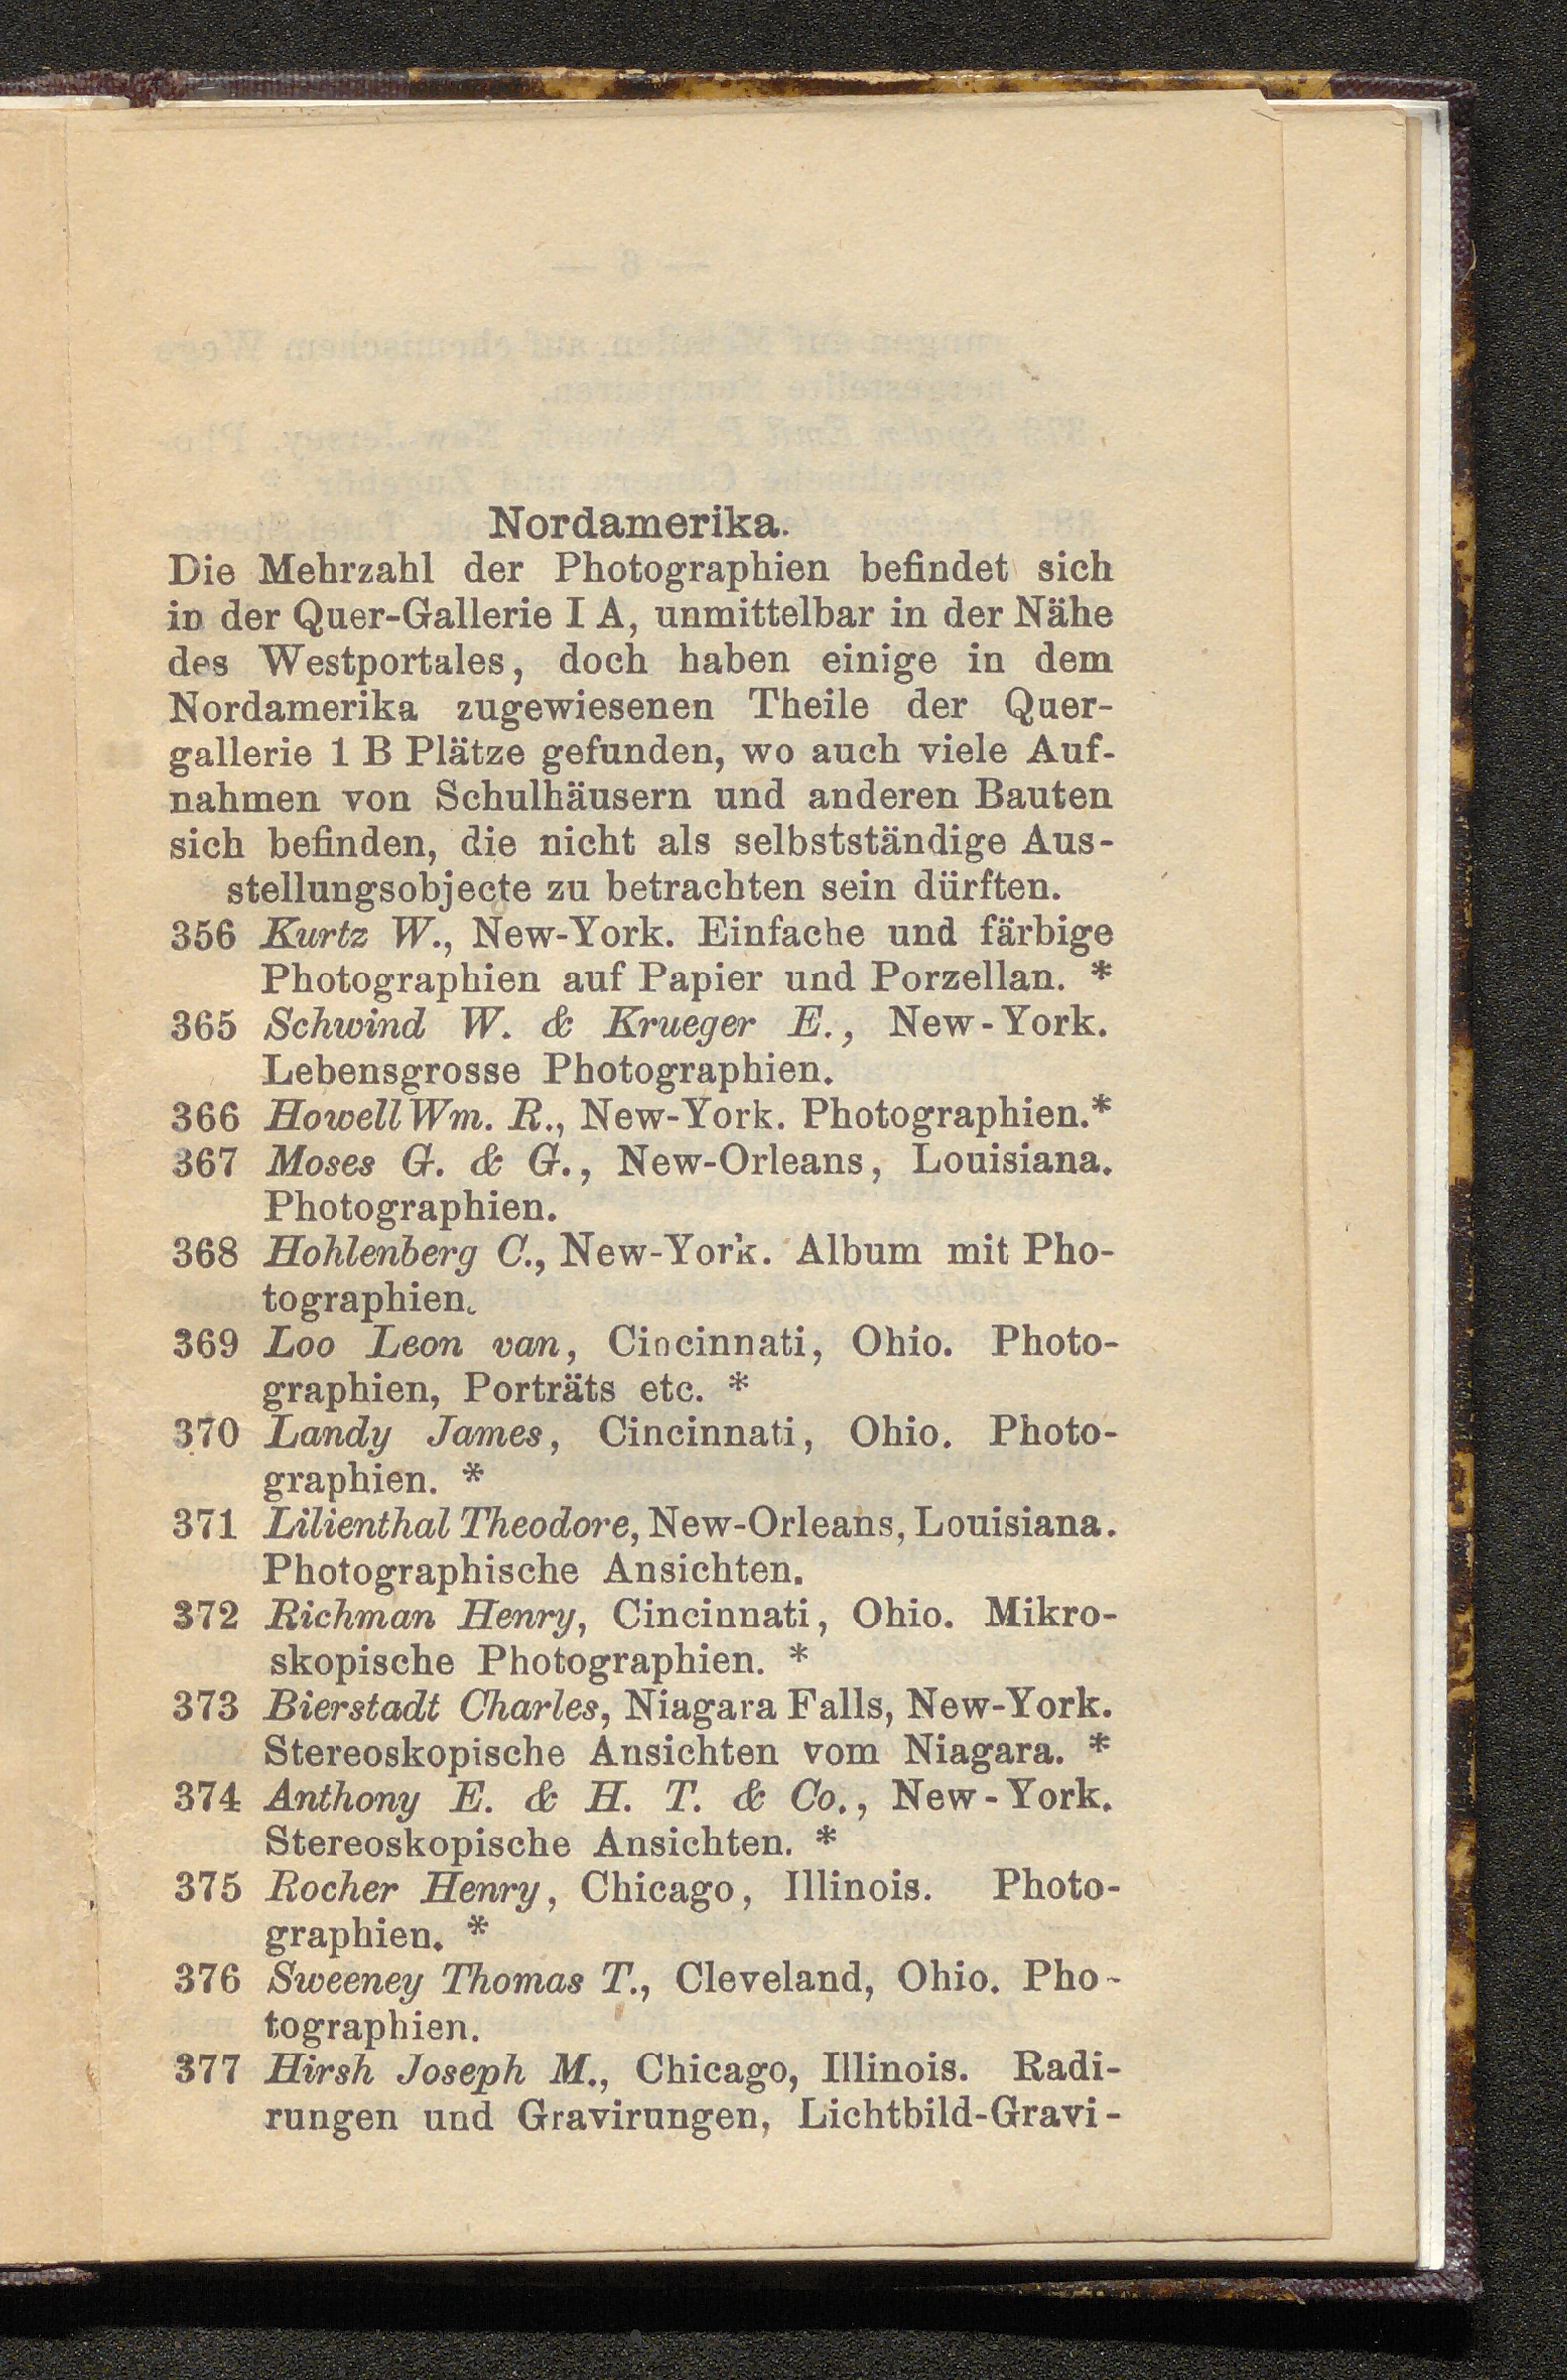 Nordamerika.
Die Mehrzahl der Photographien befindet sich
in der Quer-Gallerie I A, unmittelbar in der Nähe
des Westportales, doch haben einige in dem
Nordamerika zugewiesenen Theile der Quer-
gallerie 1 B Plätze gefunden, wo auch viele Auf-
nahmen von Schulhäusern und anderen Bauten
sich befinden, die nicht als selbstständige Aus-
stellungsobjecte zu betrachten sein dürften.
356 Kurtz W., New-York. Einfache und färbige
Photographien auf Papier und Porzellan. *
365 Schwind W. & Krueger E., New-York.
Lebensgrosse Photographien.
366 Howell Wm. R., New-York. Photographien.*
367 Moses G. & G., New-Orleans, Louisiana.
Photographien.
368 Hohlenberg C., New-York. Album mit Pho-
tographien.
369 Loo Leon van, Cincinnati, Ohio. Photo-
graphien, Porträts etc. *
370 Landy James, Cincinnati, Ohio. Photo-
graphien. *
371 Lilienthal Theodore, New-Orleans, Louisiana.
Photographische Ansichten.
372 Richman Henry, Cincinnati, Ohio. Mikro-
skopische Photographien. *
373 Bierstadt Charles, Niagara Falls, New-York.
Stereoskopische Ansichten vom Niagara. *
374 Anthony E. & H. T. & Co., New-York.
Stereoskopische Ansichten. *
375 Rocher Henry, Chicago, Illinois. Photo-
graphien. *
376 Sweeney Thomas T., Cleveland, Ohio. Pho-
tographien.
377 Hirsh Joseph M., Chicago, Illinois. Radi-
rungen und Gravirungen, Lichtbild-Gravi-